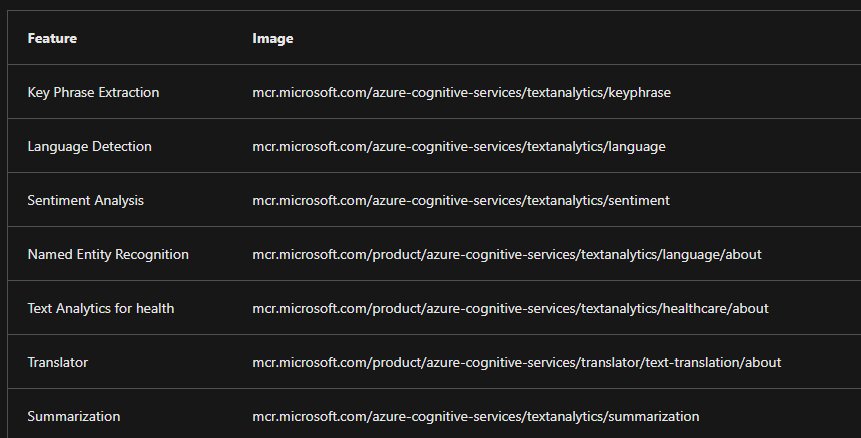 Feature Image
Key Phrase Extraction mcr.microsoft.com/azure-cognitive-services/textanalytics/keyphrase
Language Detection mcr.microsoft.com/azure-cognitive-services/textanalytics/language
Sentiment Analysis mcr.microsoft.com/azure-cognitive-services/textanalytics/sentiment
Named Entity Recognition mcr.microsoft.com/product/azure-cognitive-services/textanalytics/language/about
Text Analytics for health mcr.microsoft.com/product/azure-cognitive-services/textanalytics/healthcare/about
Translator mcr.microsoft.com/product/azure-cognitive-services/translator/text-translation/about
Summarization mcr.microsoft.com/azure-cognitive-services/textanalytics/summarization